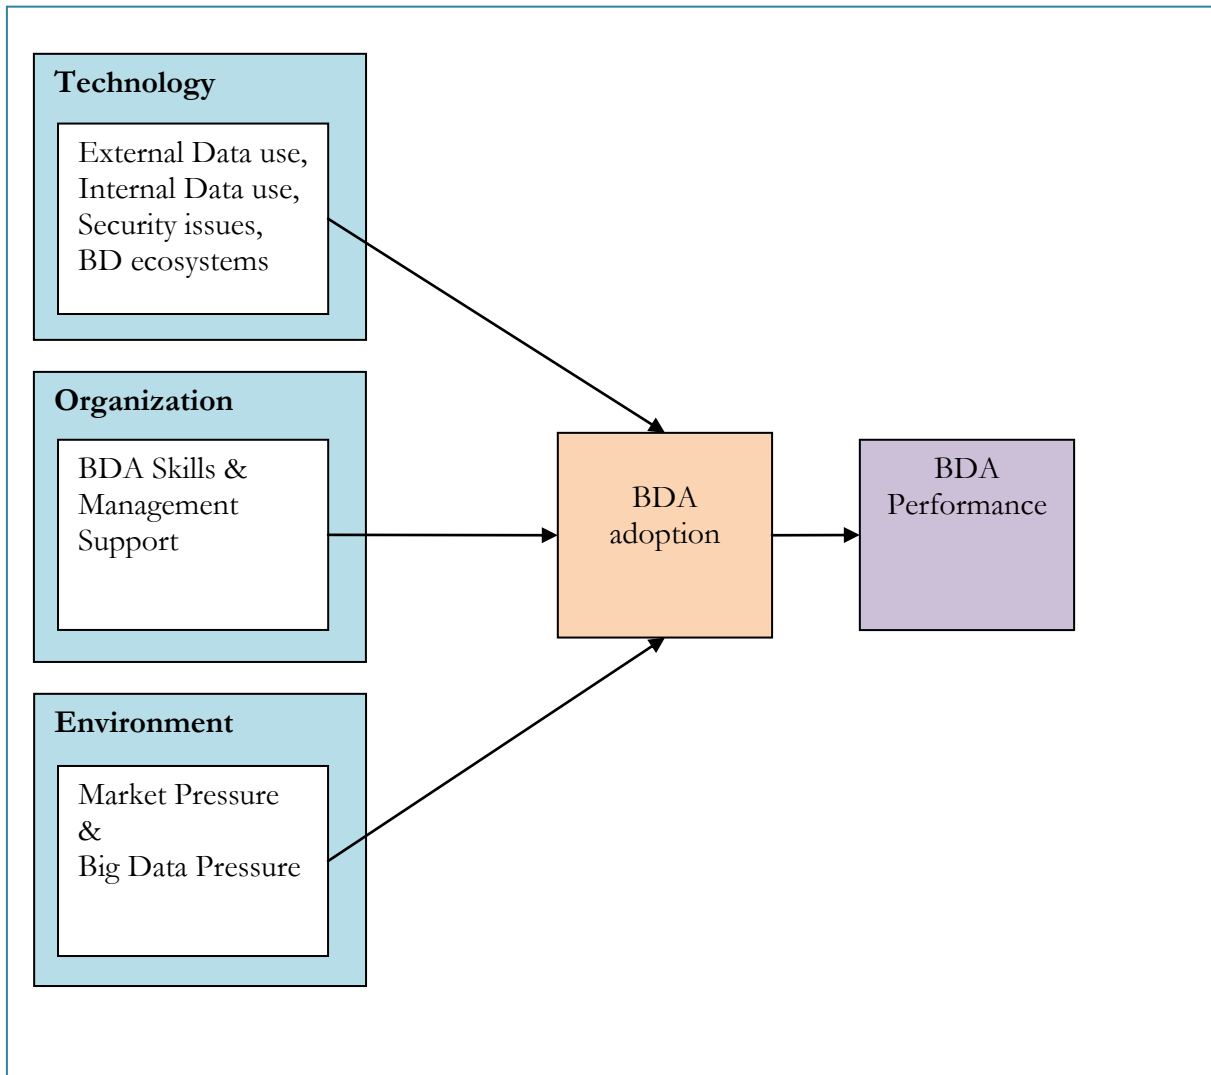 Technology
External Data use,
Internal Data use,
Security issues,
BD ecosystems
Organization
BDA Skills &
Management
Support
Environment
Market Pressure
&
Big Data Pressure
BDA
adoption
BDA
Performance